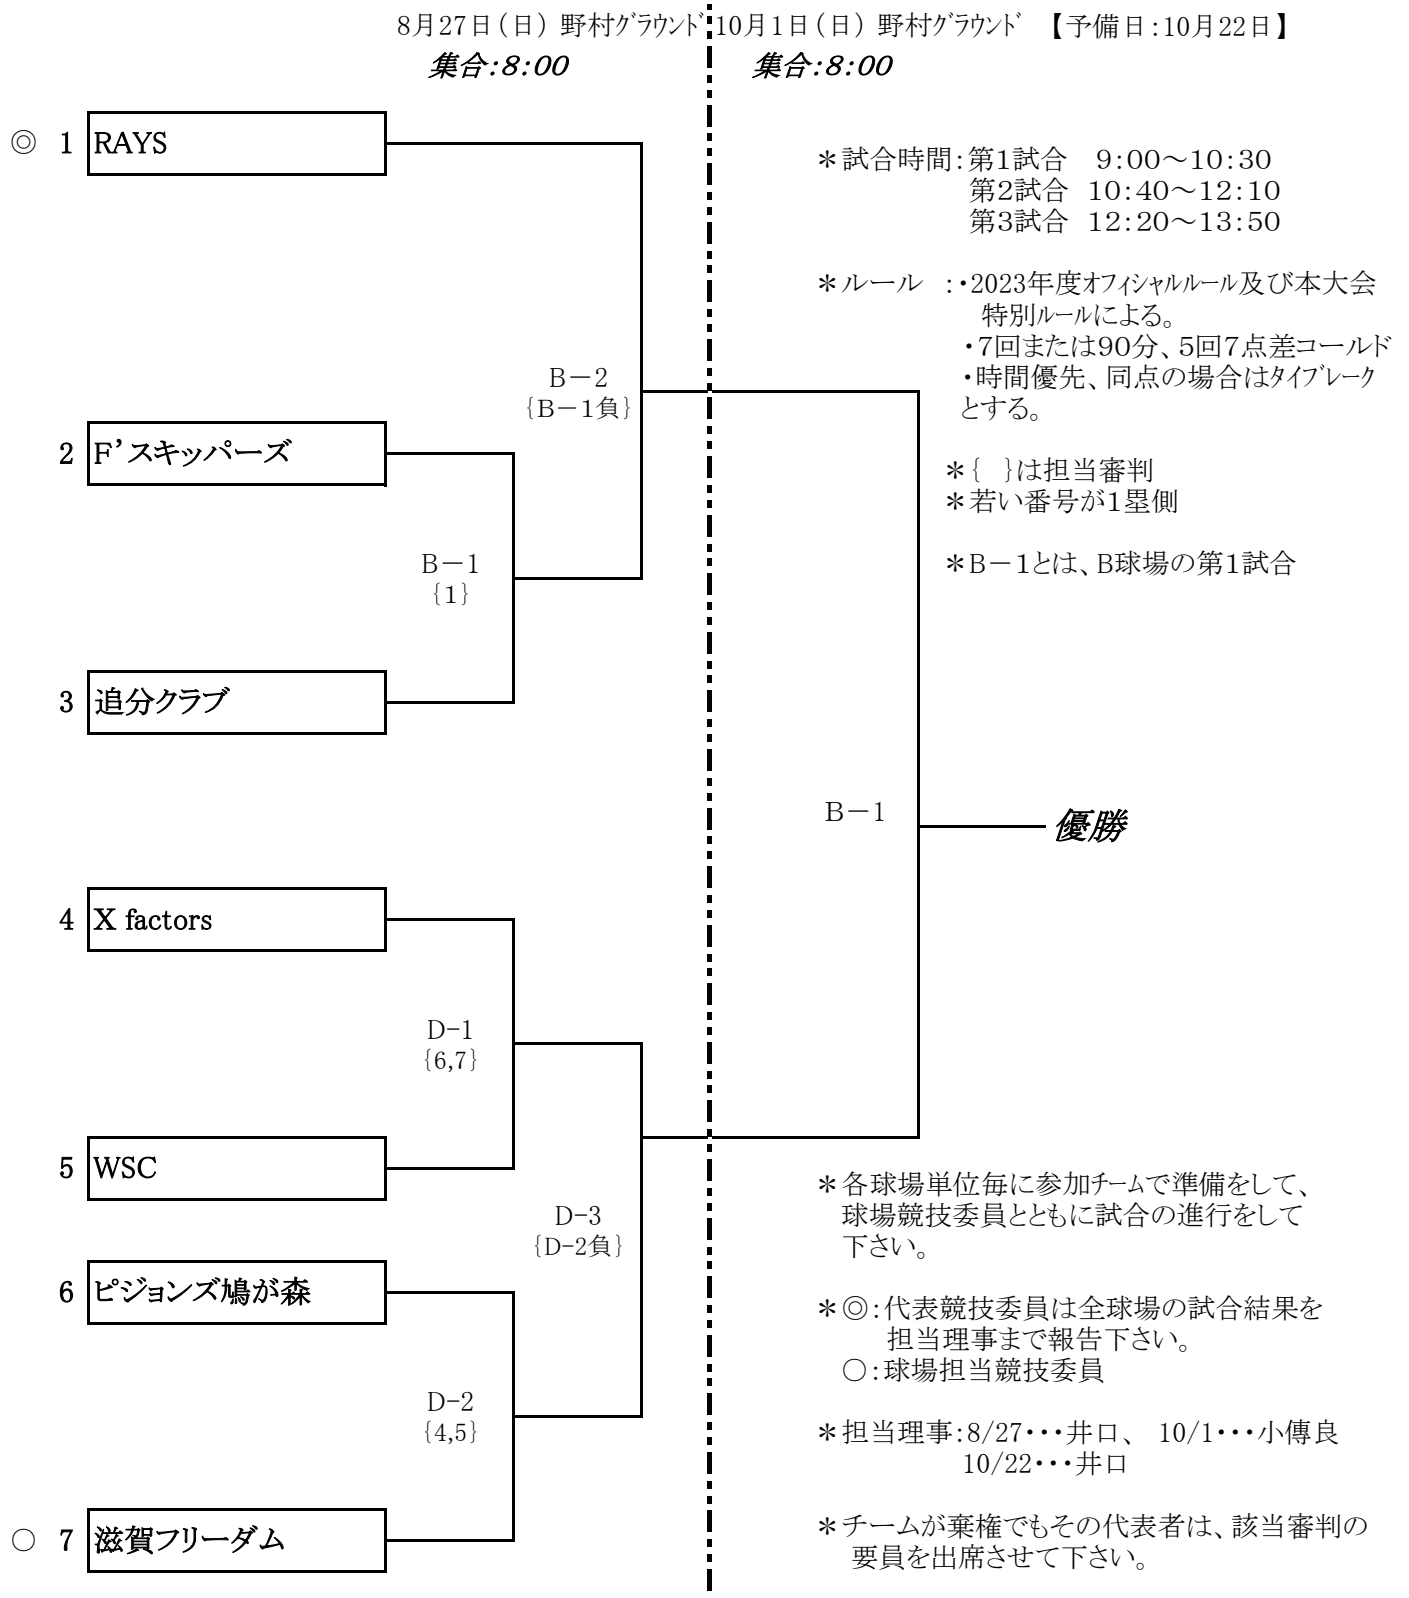 8月27日（日） 野村ｸﾞﾗｳﾝﾄﾞ 10月1日（日） 野村ｸﾞﾗｳﾝﾄﾞ 【予備日：10月22日】
集合：8：00 集合：8：00
◎ 1 RAYS
＊試合時間：第1試合 9：00～10：30
第2試合 10：40～12：10
第3試合 12：20～13：50
＊ルール ：・2023年度ｵﾌｨｼｬﾙﾙｰﾙ及び本大会
特別ﾙｰﾙによる。
・7回または90分、5回7点差コールド
・時間優先、同点の場合はﾀｲﾌﾞﾚｰｸ
とする。
B－2
{B－1負}
2 F’スキッパーズ
＊{ }は担当審判
＊若い番号が1塁側
B－1
{1}
＊B－1とは、B球場の第1試合
3 追分クラブ
B－1
優勝
4 X factors
D-1
{6,7}
5 WSC
＊各球場単位毎に参加ﾁｰﾑで準備をして、
球場競技委員とともに試合の進行をして
下さい。
D-3
{D-2負}
6 ピジョンズ鳩が森
＊◎：代表競技委員は全球場の試合結果を
担当理事まで報告下さい。
○：球場担当競技委員
D-2
{4,5}
＊担当理事：8/27・・・井口、 10/1・・・小傳良
10/22・・・井口
○ 7 滋賀フリーダム
＊チームが棄権でもその代表者は、該当審判の
要員を出席させて下さい。